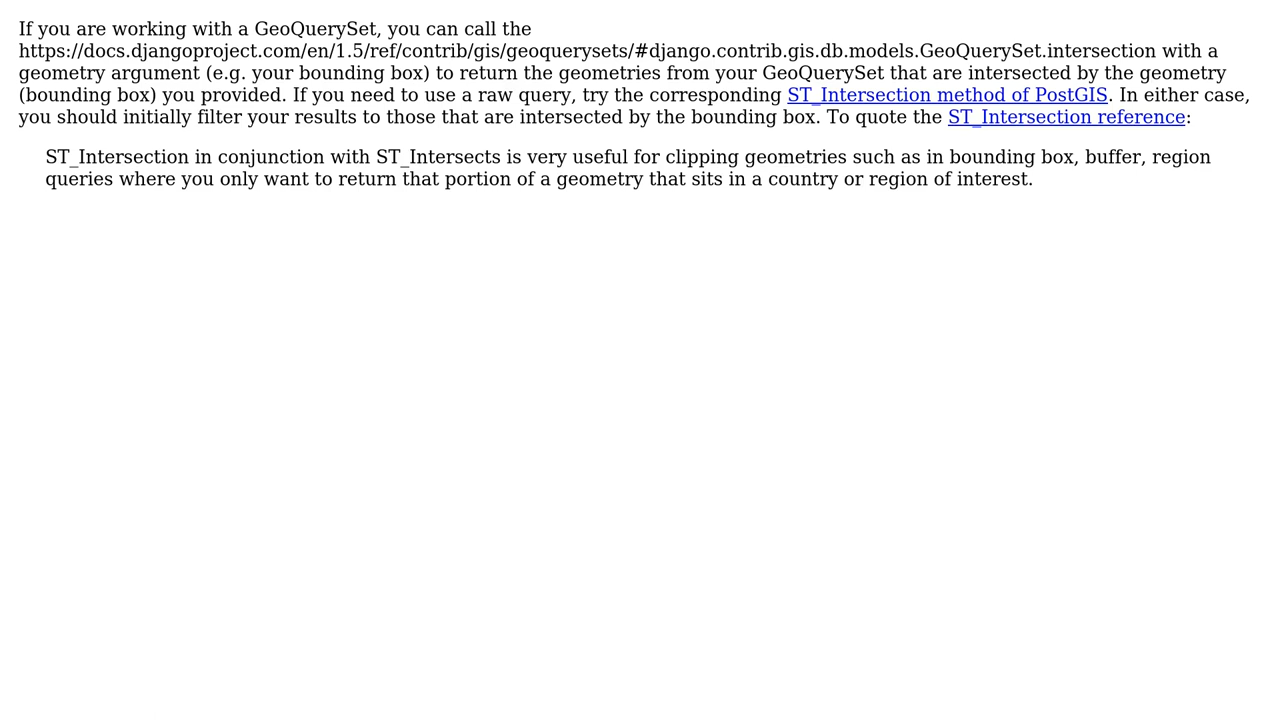 If you are working with a GeoQuerySet, you can call the
https://docs.djangoproject.com/en/1.5/ref/contrib/gis/geoquerysets/#django.contrib.gis.db.models.GeoQuerySet.intersection with a
geometry argument (e.g. your bounding box) to return the geometries from your GeoQuerySet that are intersected by the geometry
(bounding box) you provided. If you need to use a raw query, try the corresponding ST_Intersection method of PostGIS. In either case,
you should initially filter your results to those that are intersected by the bounding box. To quote the ST_Intersection reference:
ST_Intersection in conjunction with ST_Intersects is very useful for clipping geometries such as in bounding box, buffer, region
queries where you only want to return that portion of a geometry that sits in a country or region of interest.